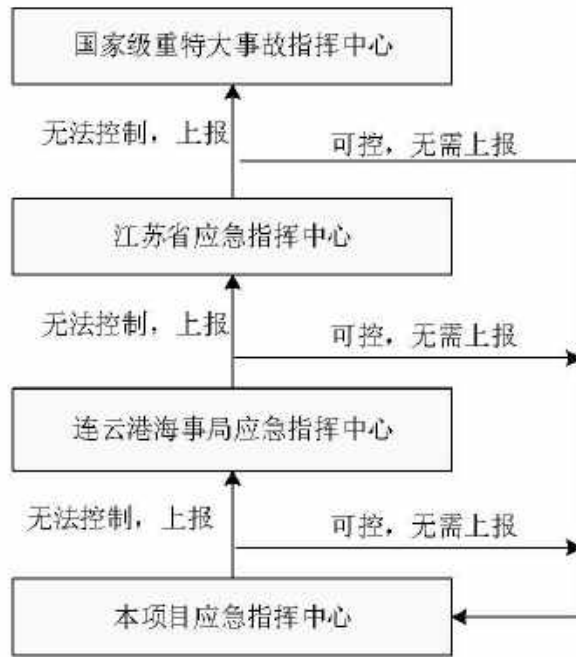 国家级重特大事故指挥中心
无法控制，上报
可控，无需上报
江苏省应急指挥中心
无法控制，上报
可控，无需上报
连云港海事局应急指挥中心
无法控制，上报
可控，无需上报
本项目应急指挥中心